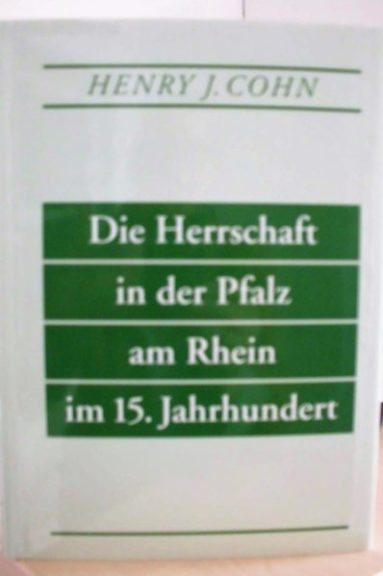 HENRY J. COHN
Die Herrschaft
in der Pfalz
am Rhein
im 15. Jahrhundert